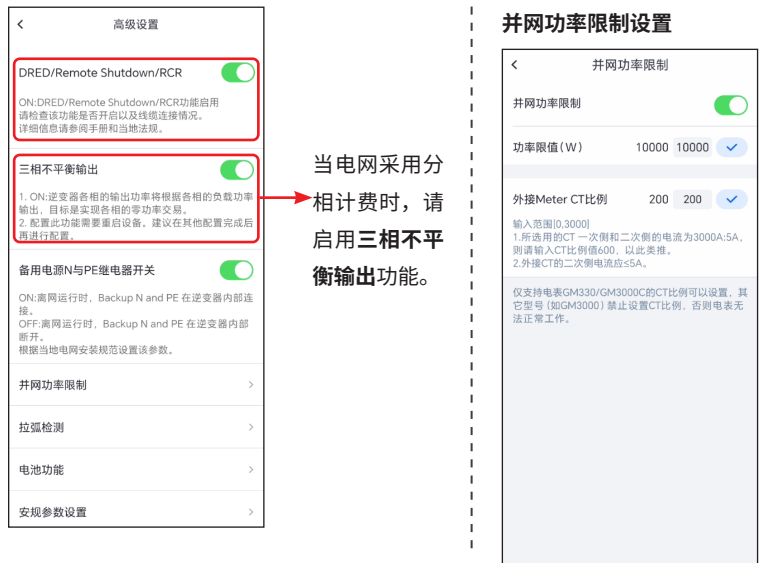 高级设置
DRED/Remote Shutdown/RCR
ON:DRED/Remote Shutdown/RCR功能启用
请检查该功能是否开启以及线缆连接情况。
详细信息请参阅手册和当地法规。
三相不平衡输出
1. ON:逆变器各相的输出功率将根据各相的负载功率
输出，目标是实现各相的零功率交易。
2. 配置此功能需要重启设备。建议在其他配置完成后
再进行配置。
备用电源N与PE继电器开关
ON:离网运行时，Backup N and PE 在逆变器内部连
接。
OFF:离网运行时，Backup N and PE 在逆变器内部
断开。
根据当地电网安装规范设置该参数。
并网功率限制
拉弧检测
电池功能
安规参数设置
当电网采用分
相计费时，请
启用三相不平
衡输出功能。
并网功率限制设置
并网功率限制
并网功率限制
功率限值（W） 10000 10000
外接Meter CT比例 200 200
输入范围[0,3000]
1.所选用的CT 一次侧和二次侧的电流为3000A:5A，
则请输入CT比例值600，以此类推。
2.外接CT的二次侧电流应≤5A。
仅支持电表GM330/GM3000C的CT比例可以设置，其
它型号 (如GM3000) 禁止设置CT比例，否则电表无
法正常工作。